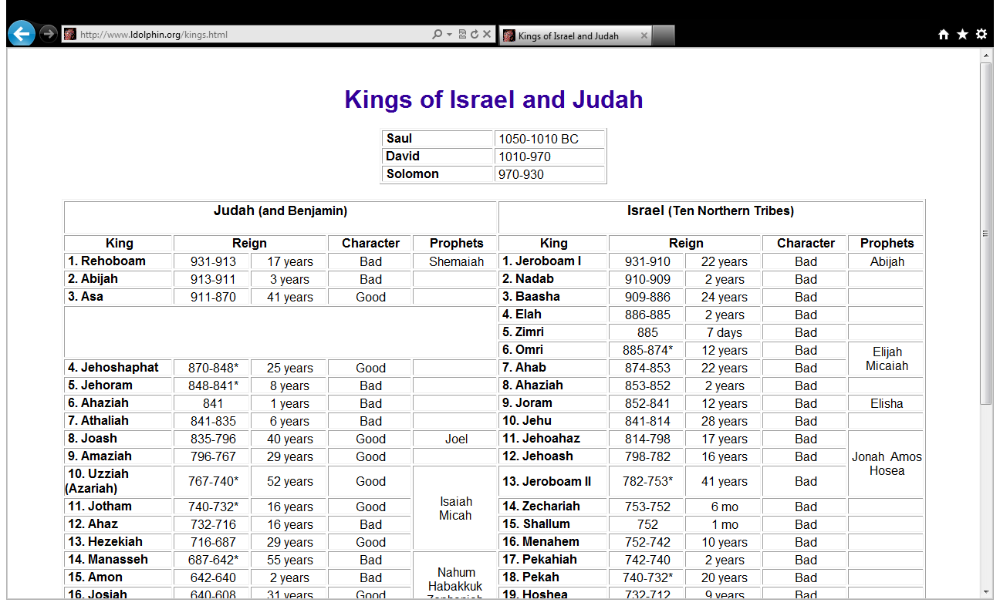 http://www.ldolphin.org/kings.html
Kings of Israel and Judah
Kings of Israel and Judah
Saul 1050-1010 BC
David 1010-970
Solomon 970-930
Judah (and Benjamin) Israel (Ten Northern Tribes)
King Reign Character Prophets King Reign Character Prophets
1. Rehoboam 931-913 17 years Bad Shemaiah 1. Jeroboam I 931-910 22 years Bad Abijah
2. Abijah 913-911 3 years Bad 2. Nadab 910-909 2 years Bad
3. Asa 911-870 41 years Good 3. Baasha 909-886 24 years Bad
4. Elah 886-885 2 years Bad
5. Zimri 885 7 days Bad
6. Omri 885-874* 12 years Bad Elijah
4. Jehoshaphat 870-848* 25 years Good 7. Ahab 874-853 22 years Bad Micaiah
5. Jehoram 848-841* 8 years Bad 8. Ahaziah 853-852 2 years Bad
6. Ahaziah 841 1 years Bad 9. Joram 852-841 12 years Bad Elisha
7. Athaliah 841-835 6 years Bad 10. Jehu 841-814 28 years Bad
8. Joash 835-796 40 years Good Joel 11. Jehoahaz 814-798 17 years Bad
9. Amaziah 796-767 29 years Good 12. Jehoash 798-782 16 years Bad Jonah Amos
Hosea
10. Uzziah
(Azariah) 767-740* 52 years Good 13. Jeroboam II 782-753* 41 years Bad
Isaiah
11. Jotham 740-732* 16 years Good 14. Zechariah 753-752 6 mo Bad
Micah
12. Ahaz 732-716 16 years Bad 15. Shallum 752 1 mo Bad
13. Hezekiah 716-687 29 years Good 16. Menahem 752-742 10 years Bad
14. Manasseh 687-642* 55 years Bad 17. Pekahiah 742-740 2 years Bad
Nahum
15. Amon 642-640 2 years Bad 18. Pekah 740-732* 20 years Bad
Habakkuk
16. Josiah 640-608 31 years Good Zephaniah 19. Hoshea 732-712 9 years Bad